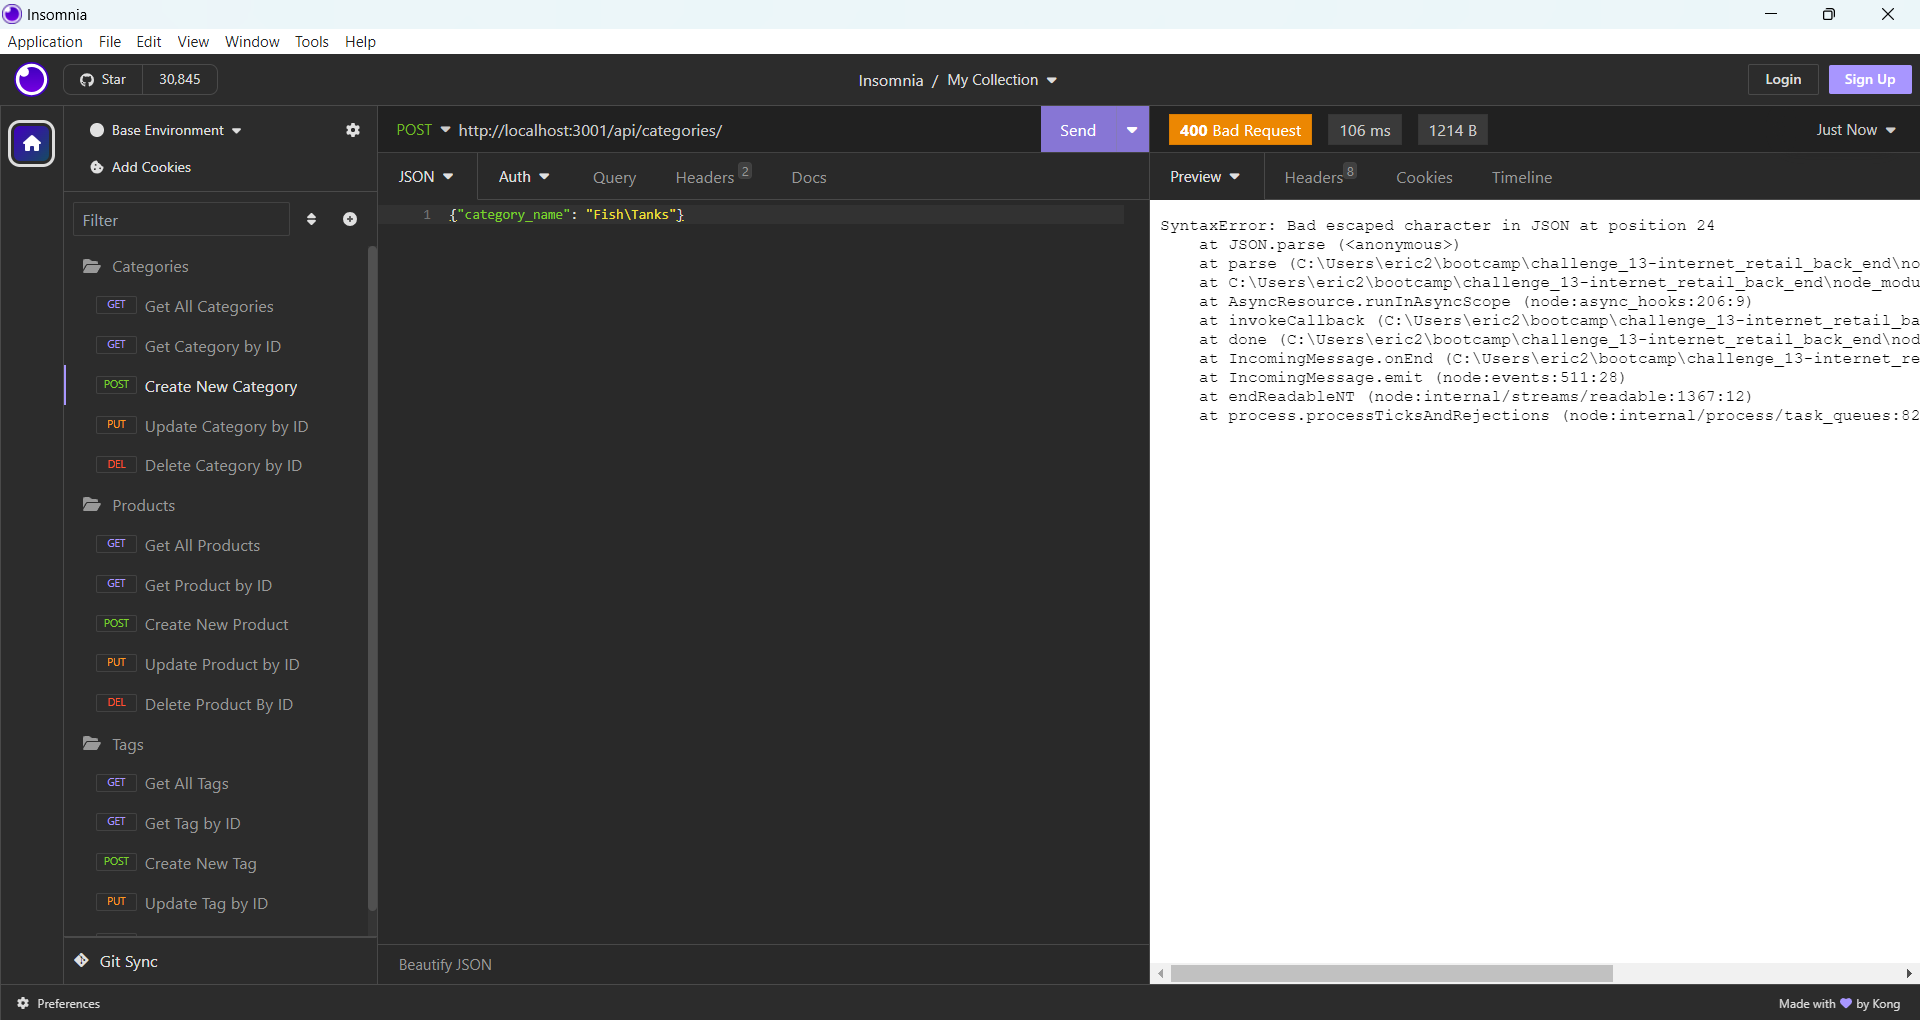 Insomnia
Application File Edit View Window Tools Help
Star 30,845
Insomnia / My Collection
Login Sign Up
Base Environment
Add Cookies
Filter
Categories
GET Get All Categories
GET Get Category by ID
POST Create New Category
PUT Update Category by ID
DEL Delete Category by ID
Products
GET Get All Products
GET Get Product by ID
POST Create New Product
PUT Update Product by ID
DEL Delete Product By ID
Tags
GET Get All Tags
GET Get Tag by ID
POST Create New Tag
PUT Update Tag by ID
Git Sync
POST http://localhost:3001/api/categories/ Send
JSON Auth Query Headers 2 Docs
1 {"category_name": "Fish\Tanks"}
Beautify JSON
400 Bad Request 106 ms 1214 B Just Now
Preview Headers 8 Cookies Timeline
SyntaxError: Bad escaped character in JSON at position 24
at JSON.parse (<anonymous>)
at parse (C:\Users\eric2\bootcamp\challenge_13-internet_retail_back_end\no
at C:\Users\eric2\bootcamp\challenge_13-internet_retail_back_end\node_modu
at AsyncResource.runInAsyncScope (node:async_hooks:206:9)
at invokeCallback (C:\Users\eric2\bootcamp\challenge_13-internet_retail_ba
at done (C:\Users\eric2\bootcamp\challenge_13-internet_retail_back_end\nod
at IncomingMessage.onEnd (C:\Users\eric2\bootcamp\challenge_13-internet_re
at IncomingMessage.emit (node:events:511:28)
at endReadableNT (node:internal/streams/readable:1367:12)
at process.processTicksAndRejections (node:internal/process/task_queues:82
Preferences
Made with 💜 by Kong